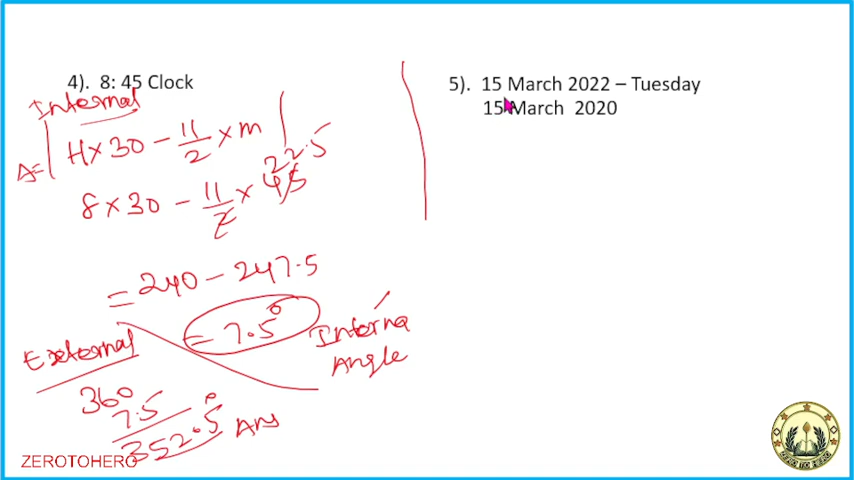 4). 8: 45 Clock
Internal
A= | H×30 − 11/2 × m |
8×30 − 11/2 × 45 22.5
= 240 − 247.5
= 7.5° Interna
Angle
External
360
7.5
352.5° Ans
ZEROTOHERO
5). 15 March 2022 – Tuesday
15 March 2020